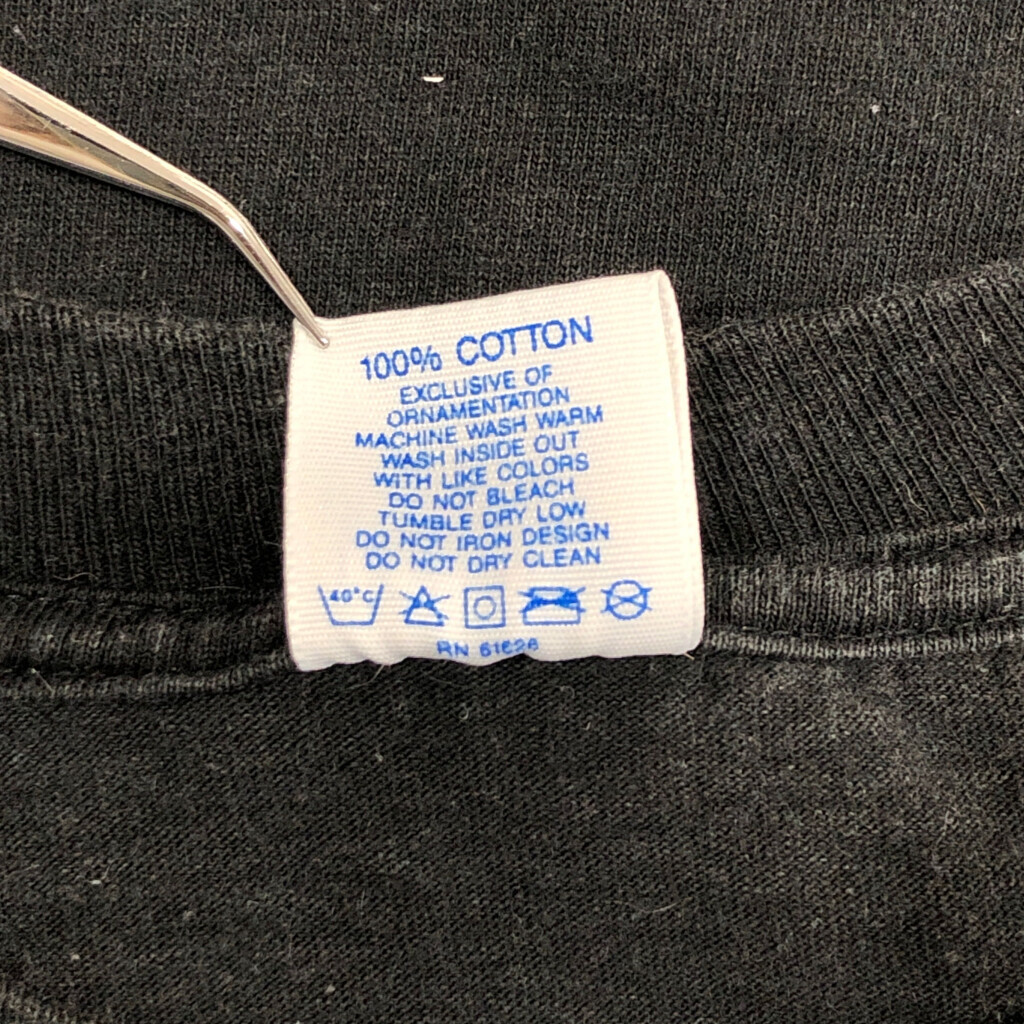 100% COTTON
EXCLUSIVE OF
ORNAMENTATION
MACHINE WASH WARM
WASH INSIDE OUT
WITH LIKE COLORS
DO NOT BLEACH
TUMBLE DRY LOW
DO NOT IRON DESIGN
DO NOT DRY CLEAN
40°C
RN 61628